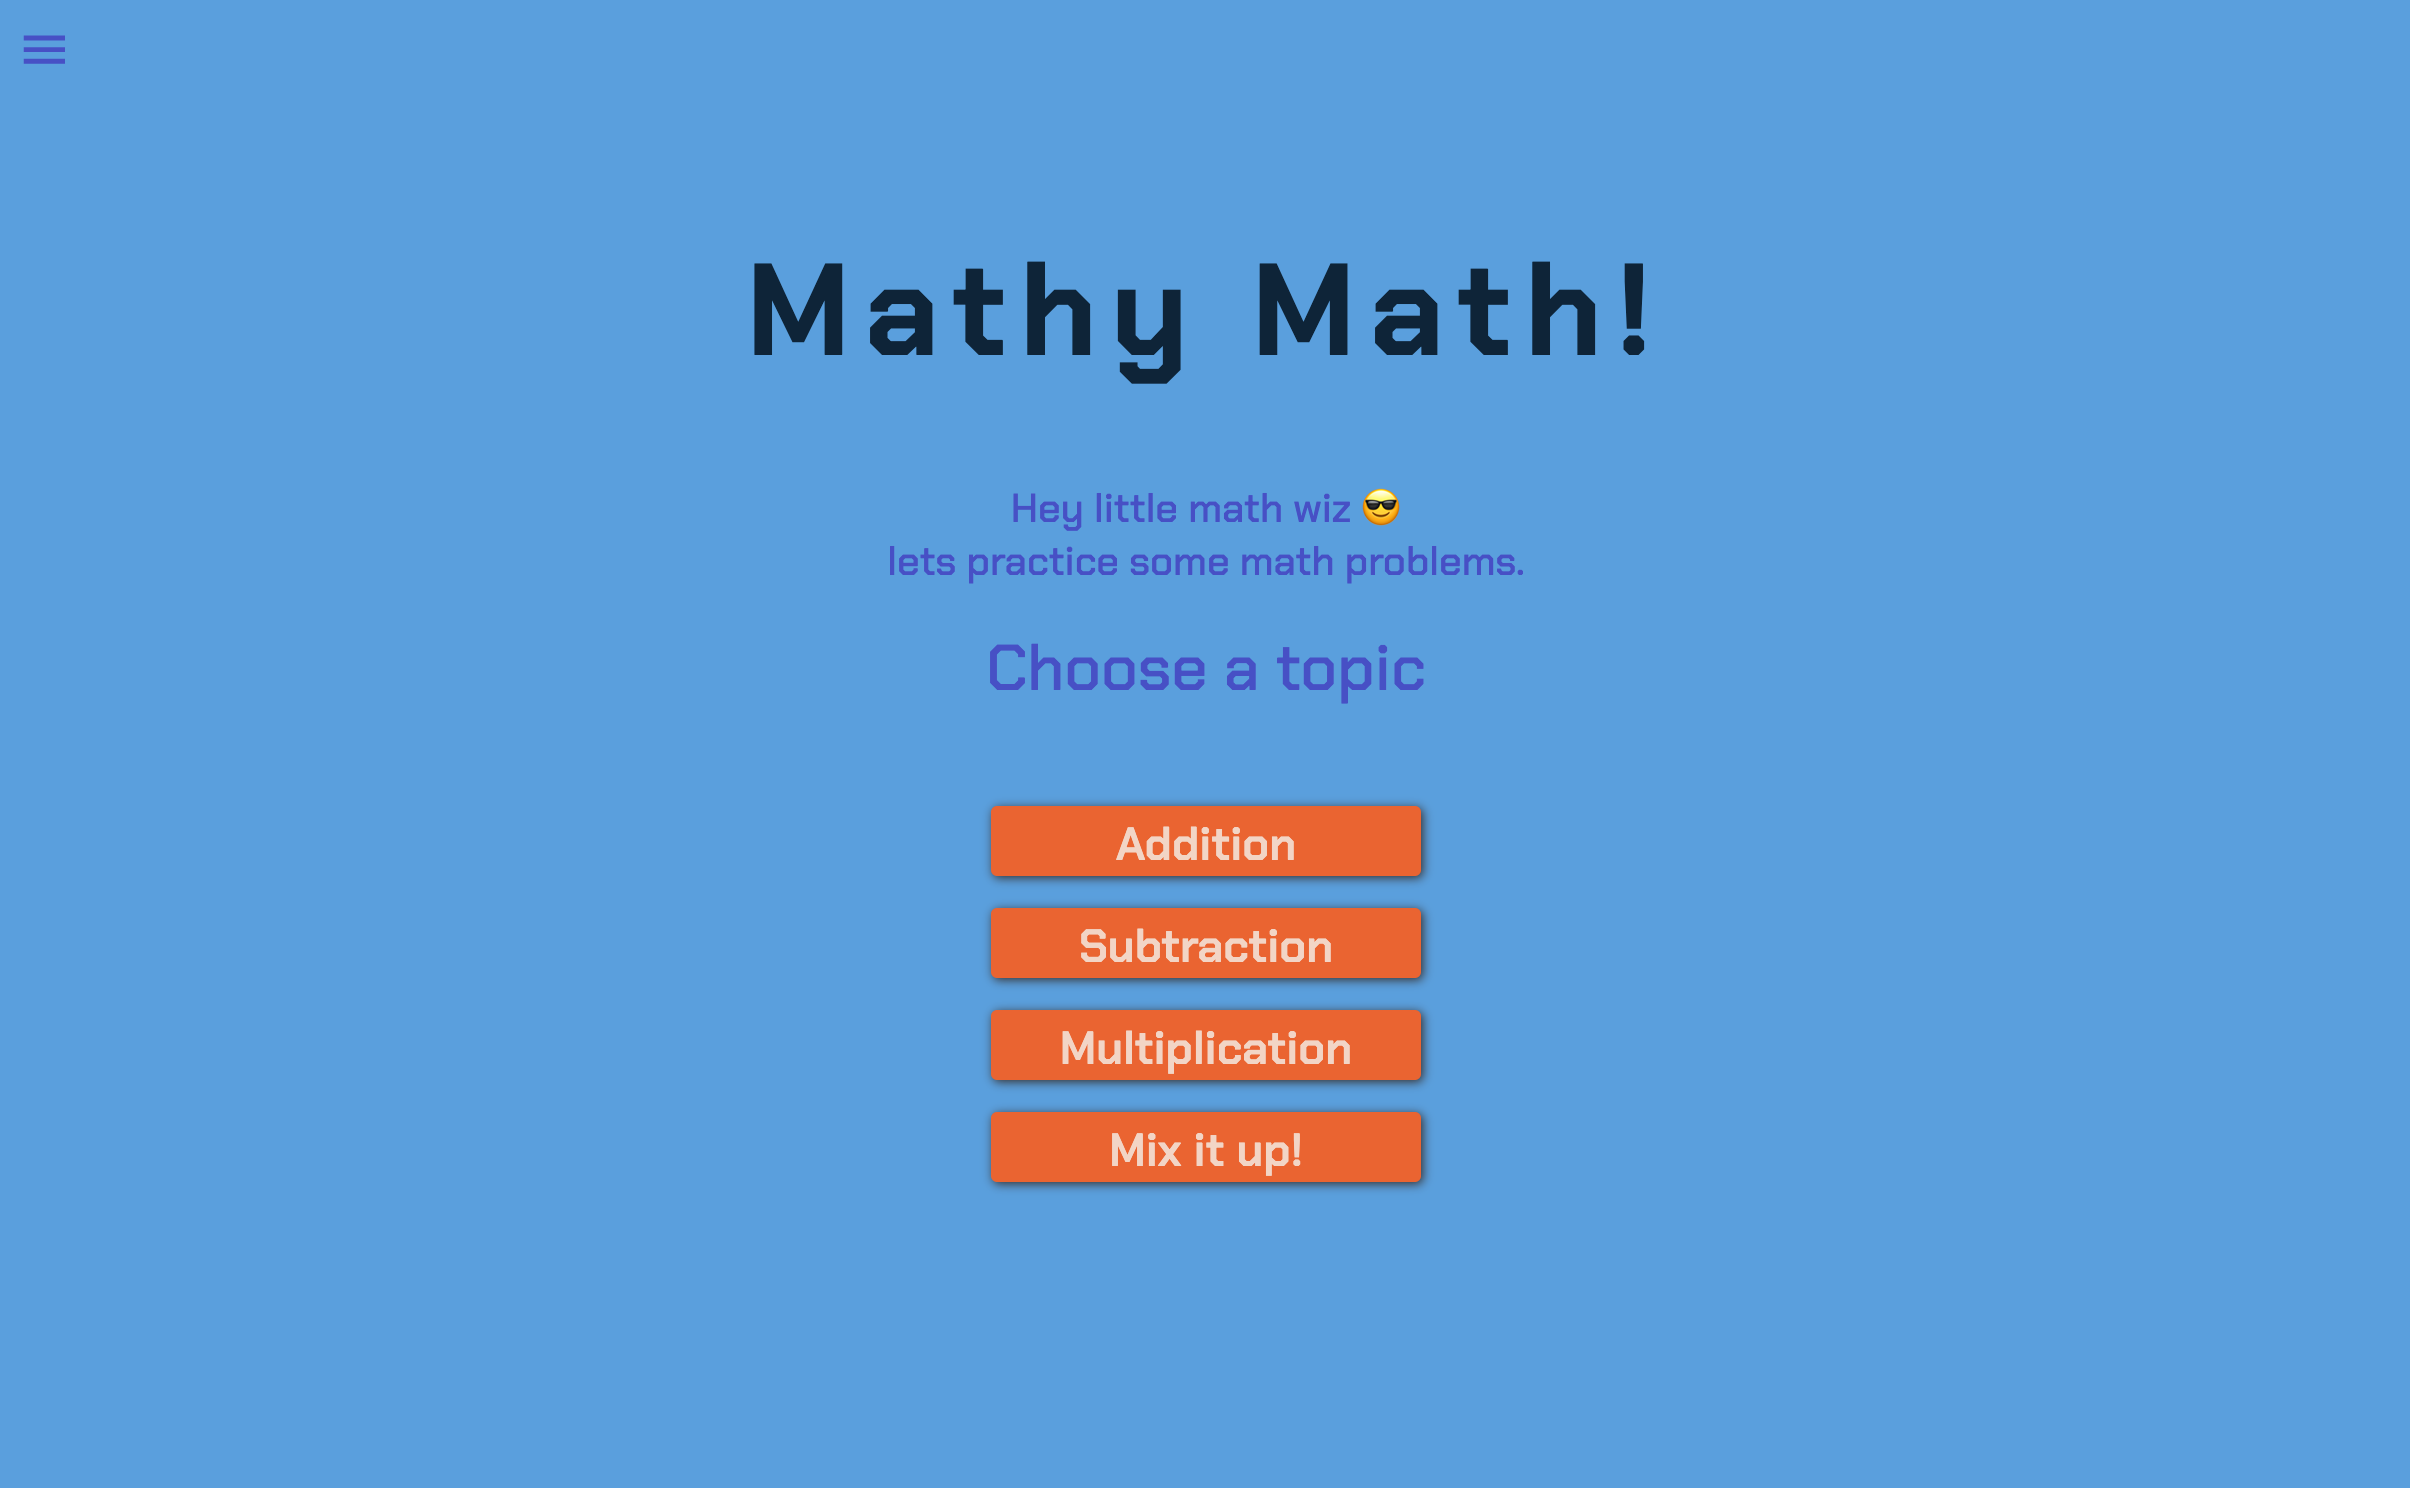 Mathy Math!
Hey little math wiz 😎
lets practice some math problems.
Choose a topic
Addition
Subtraction
Multiplication
Mix it up!